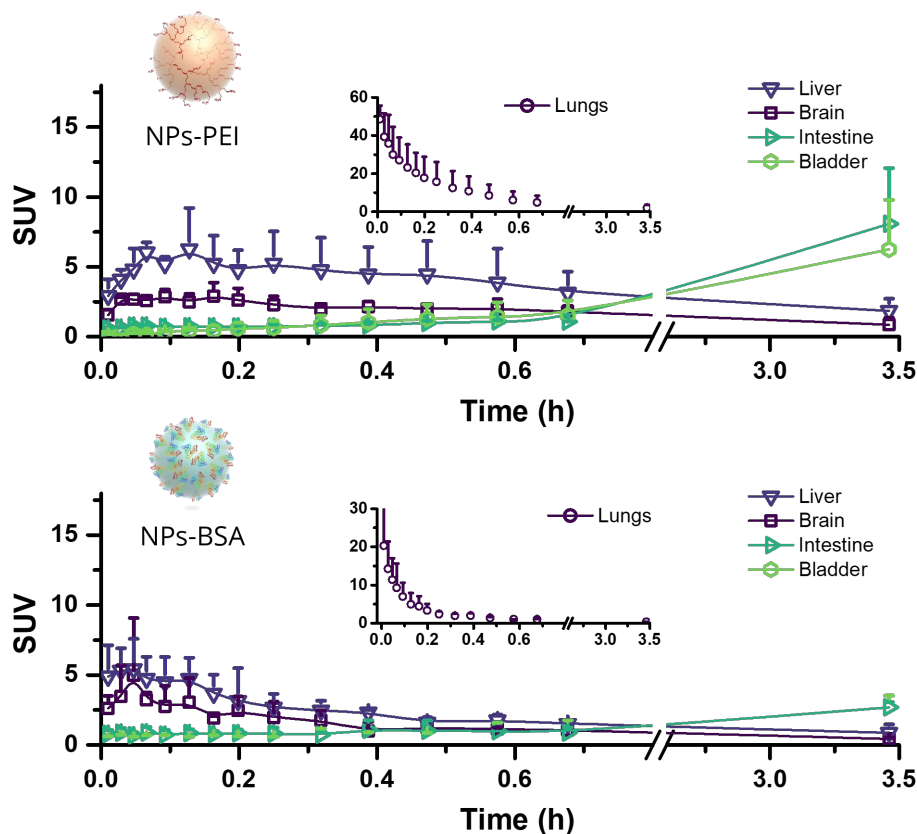 NPs-PEI
SUV
15
10
5
0
0.0 0.2 0.4 0.6 3.0 3.5
Time (h)
60
40
20
0
0.0 0.2 0.4 0.6 3.0 3.5
Lungs
Liver
Brain
Intestine
Bladder
NPs-BSA
SUV
15
10
5
0
0.0 0.2 0.4 0.6 3.0 3.5
Time (h)
30
20
10
0
0.0 0.2 0.4 0.6 3.0 3.5
Lungs
Liver
Brain
Intestine
Bladder